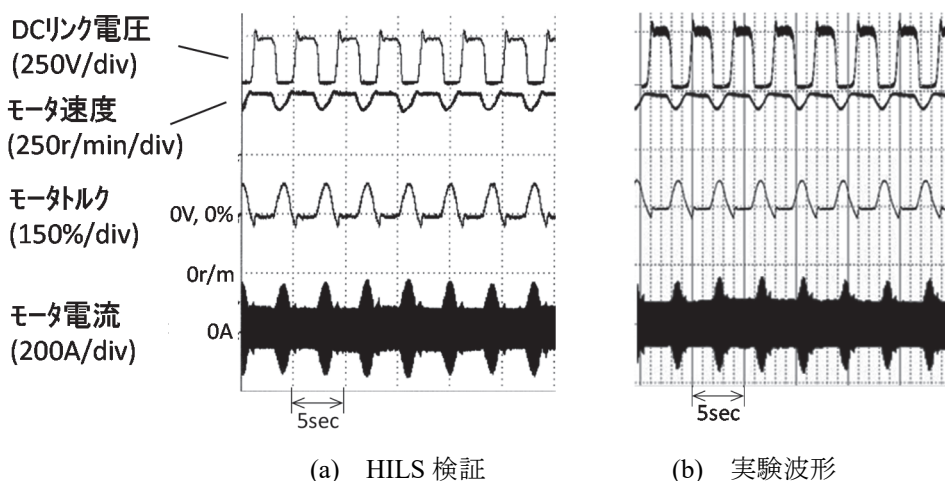 DCリンク電圧
(250V/div)
モータ速度
(250r/min/div)
モータトルク
(150%/div)
モータ電流
(200A/div)
0V, 0%
0r/m
0A
5sec
5sec
(a) HILS 検証
(b) 実験波形